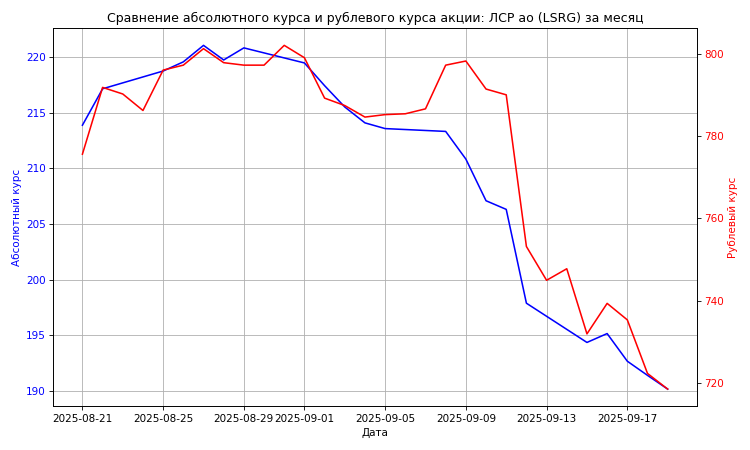 Сравнение абсолютного курса и рублевого курса акции: ЛСР ао (LSRG) за месяц
220
215
210
205
200
195
190
Абсолютный курс
800
780
760
740
720
Рублевый курс
2025-08-21 2025-08-25 2025-08-29 2025-09-01 2025-09-05 2025-09-09 2025-09-13 2025-09-17
Дата